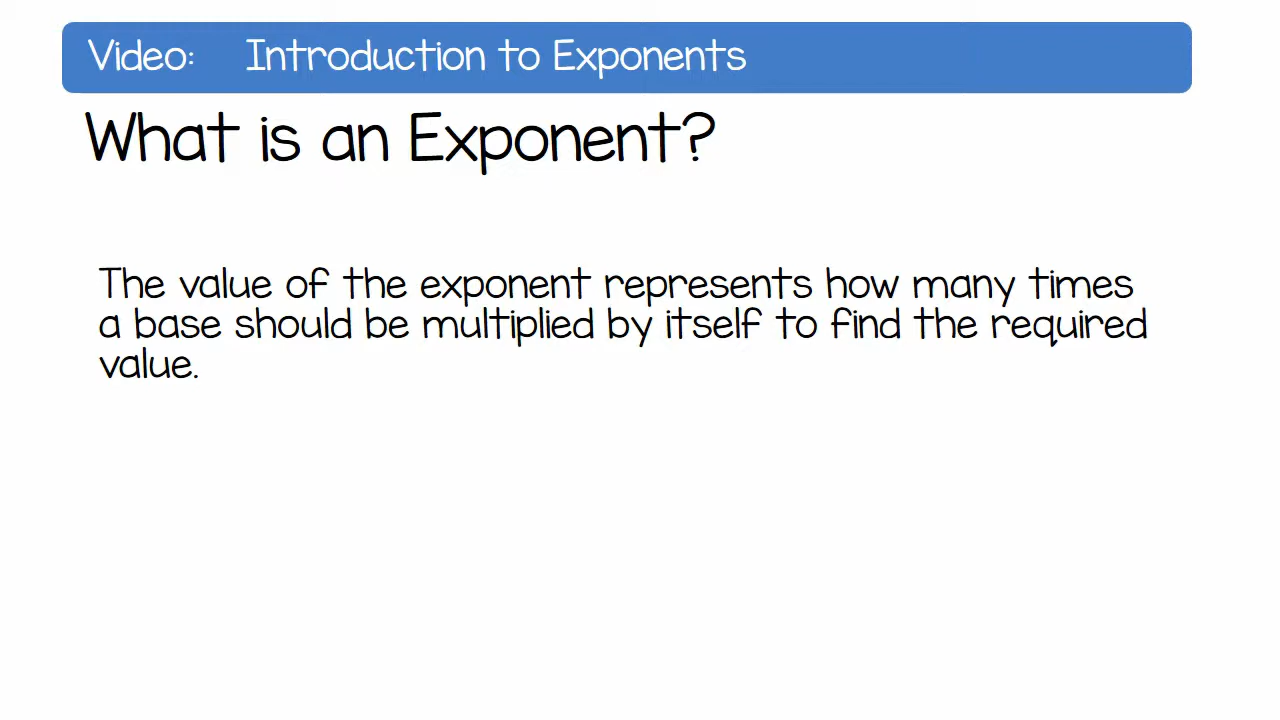 Video: Introduction to Exponents
What is an Exponent?
The value of the exponent represents how many times
a base should be multiplied by itself to find the required
value.